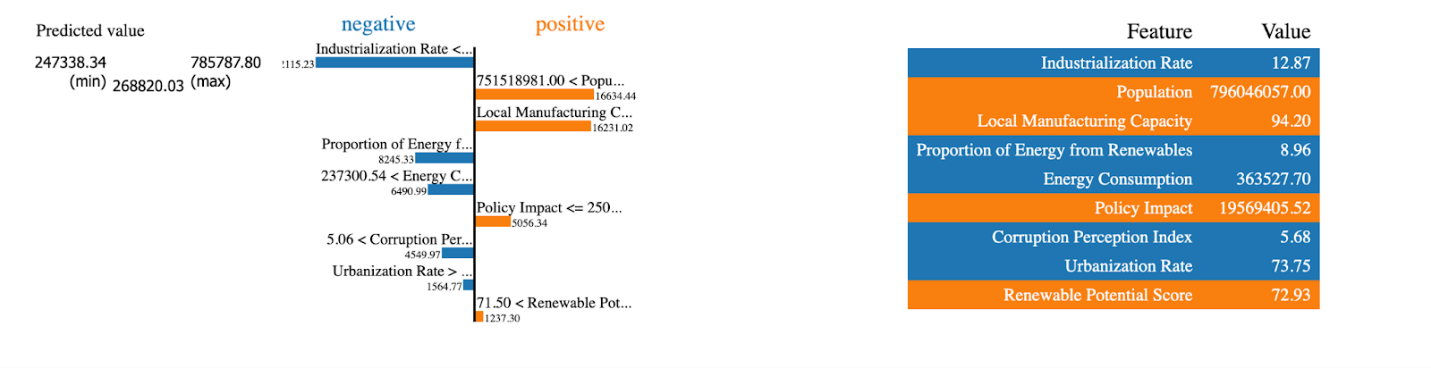 Predicted value
247338.34
(min)
268820.03
785787.80
(max)
negative positive
Industrialization Rate <...
115.23
751518981.00 < Popu...
16634.44
Local Manufacturing C...
16231.02
Proportion of Energy f...
8245.33
237300.54 < Energy C...
6490.99
Policy Impact <= 250...
5056.34
5.06 < Corruption Per...
4549.97
Urbanization Rate > ...
1564.77
71.50 < Renewable Pot...
1237.30
Feature Value
Industrialization Rate 12.87
Population 796046057.00
Local Manufacturing Capacity 94.20
Proportion of Energy from Renewables 8.96
Energy Consumption 363527.70
Policy Impact 19569405.52
Corruption Perception Index 5.68
Urbanization Rate 73.75
Renewable Potential Score 72.93